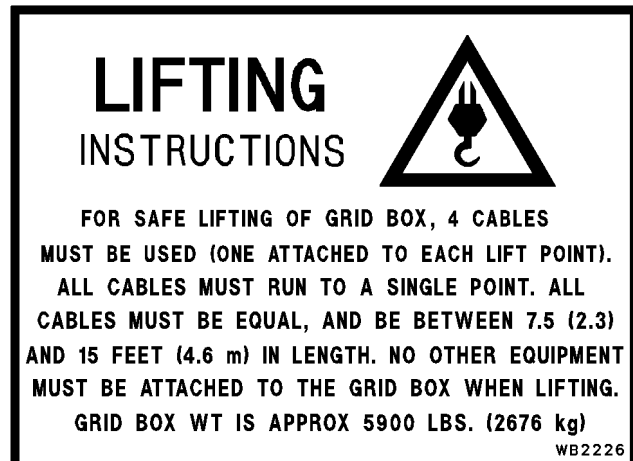 LIFTING
INSTRUCTIONS
FOR SAFE LIFTING OF GRID BOX, 4 CABLES
MUST BE USED (ONE ATTACHED TO EACH LIFT POINT).
ALL CABLES MUST RUN TO A SINGLE POINT. ALL
CABLES MUST BE EQUAL, AND BE BETWEEN 7.5 (2.3)
AND 15 FEET (4.6 m) IN LENGTH. NO OTHER EQUIPMENT
MUST BE ATTACHED TO THE GRID BOX WHEN LIFTING.
GRID BOX WT IS APPROX 5900 LBS. (2676 kg)
WB2226